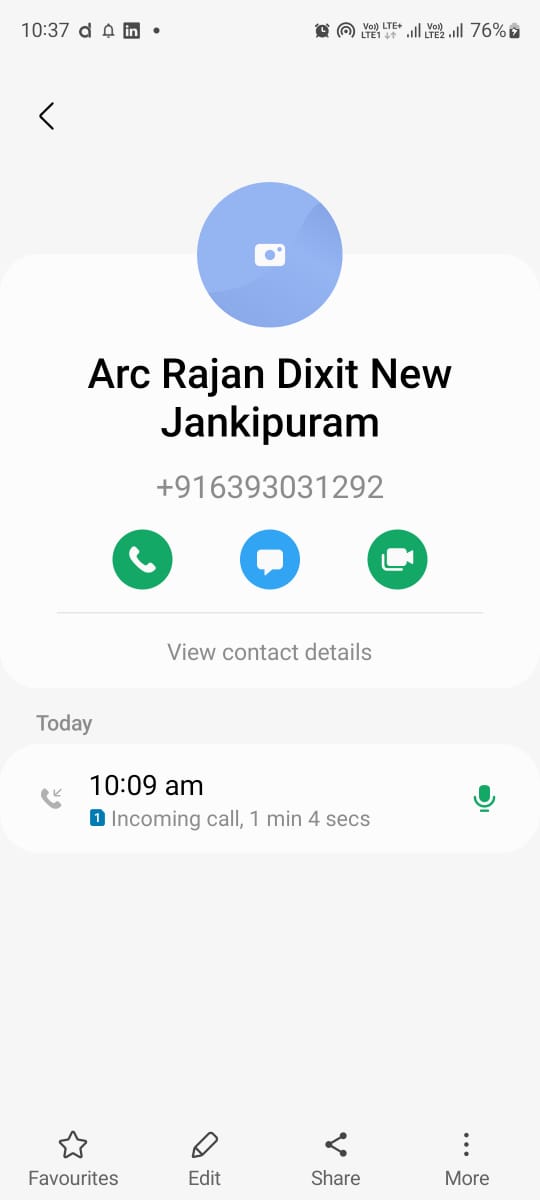 10:37 d in Vo)) LTE1 LTE+ Vo)) LTE2 76%
Arc Rajan Dixit New
Jankipuram
+916393031292
View contact details
Today
10:09 am
1 Incoming call, 1 min 4 secs
Favourites Edit Share More